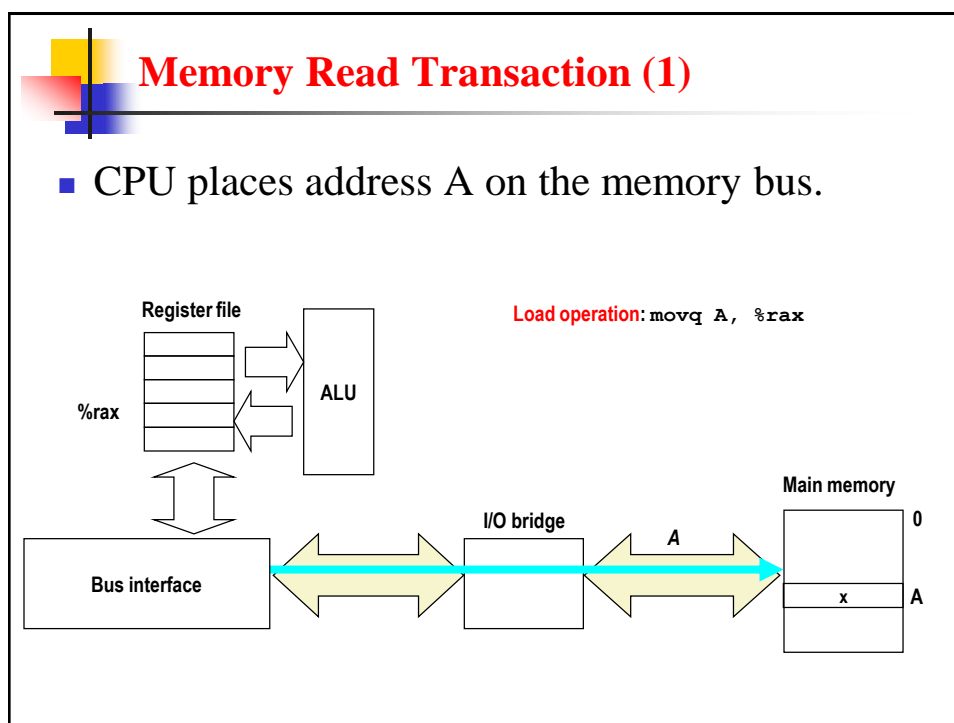 Memory Read Transaction (1)
CPU places address A on the memory bus.
Register file
Load operation: movq A, %rax
ALU
%rax
Main memory
I/O bridge
A
0
Bus interface
x
A